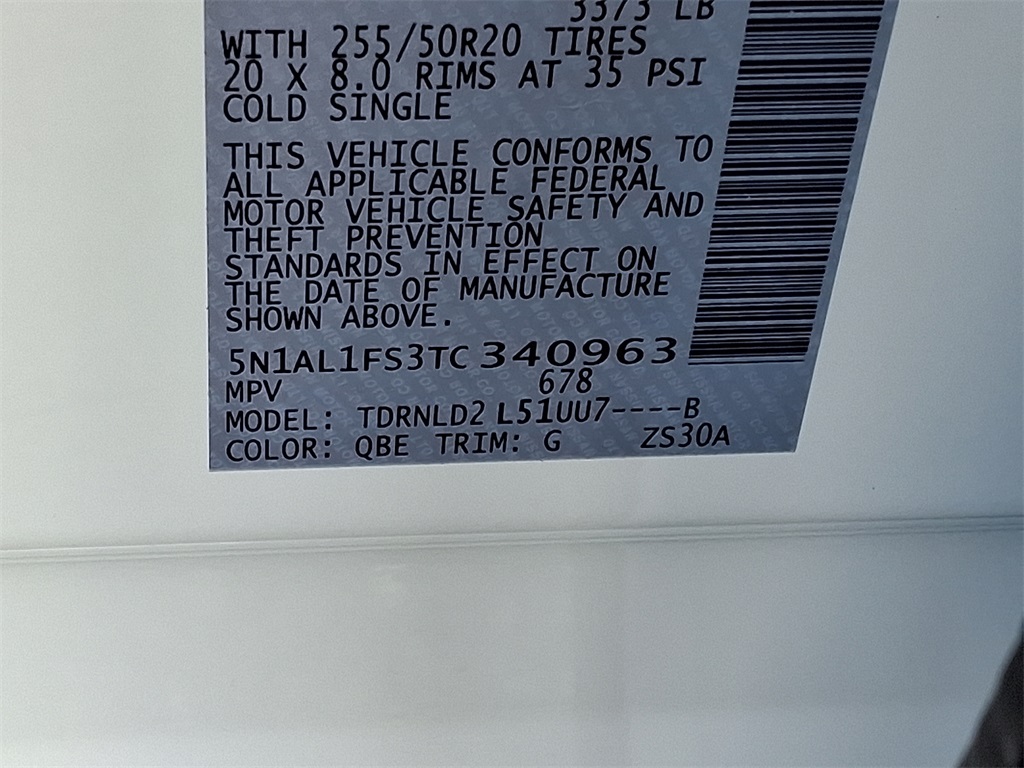 3373 LB
WITH 255/50R20 TIRES
20 X 8.0 RIMS AT 35 PSI
COLD SINGLE
THIS VEHICLE CONFORMS TO
ALL APPLICABLE FEDERAL
MOTOR VEHICLE SAFETY AND
THEFT PREVENTION
STANDARDS IN EFFECT ON
THE DATE OF MANUFACTURE
SHOWN ABOVE.
5N1AL1FS3TC 340963
MPV 678
MODEL: TDRNLD2 L51UU7----B
COLOR: QBE TRIM: G ZS30A